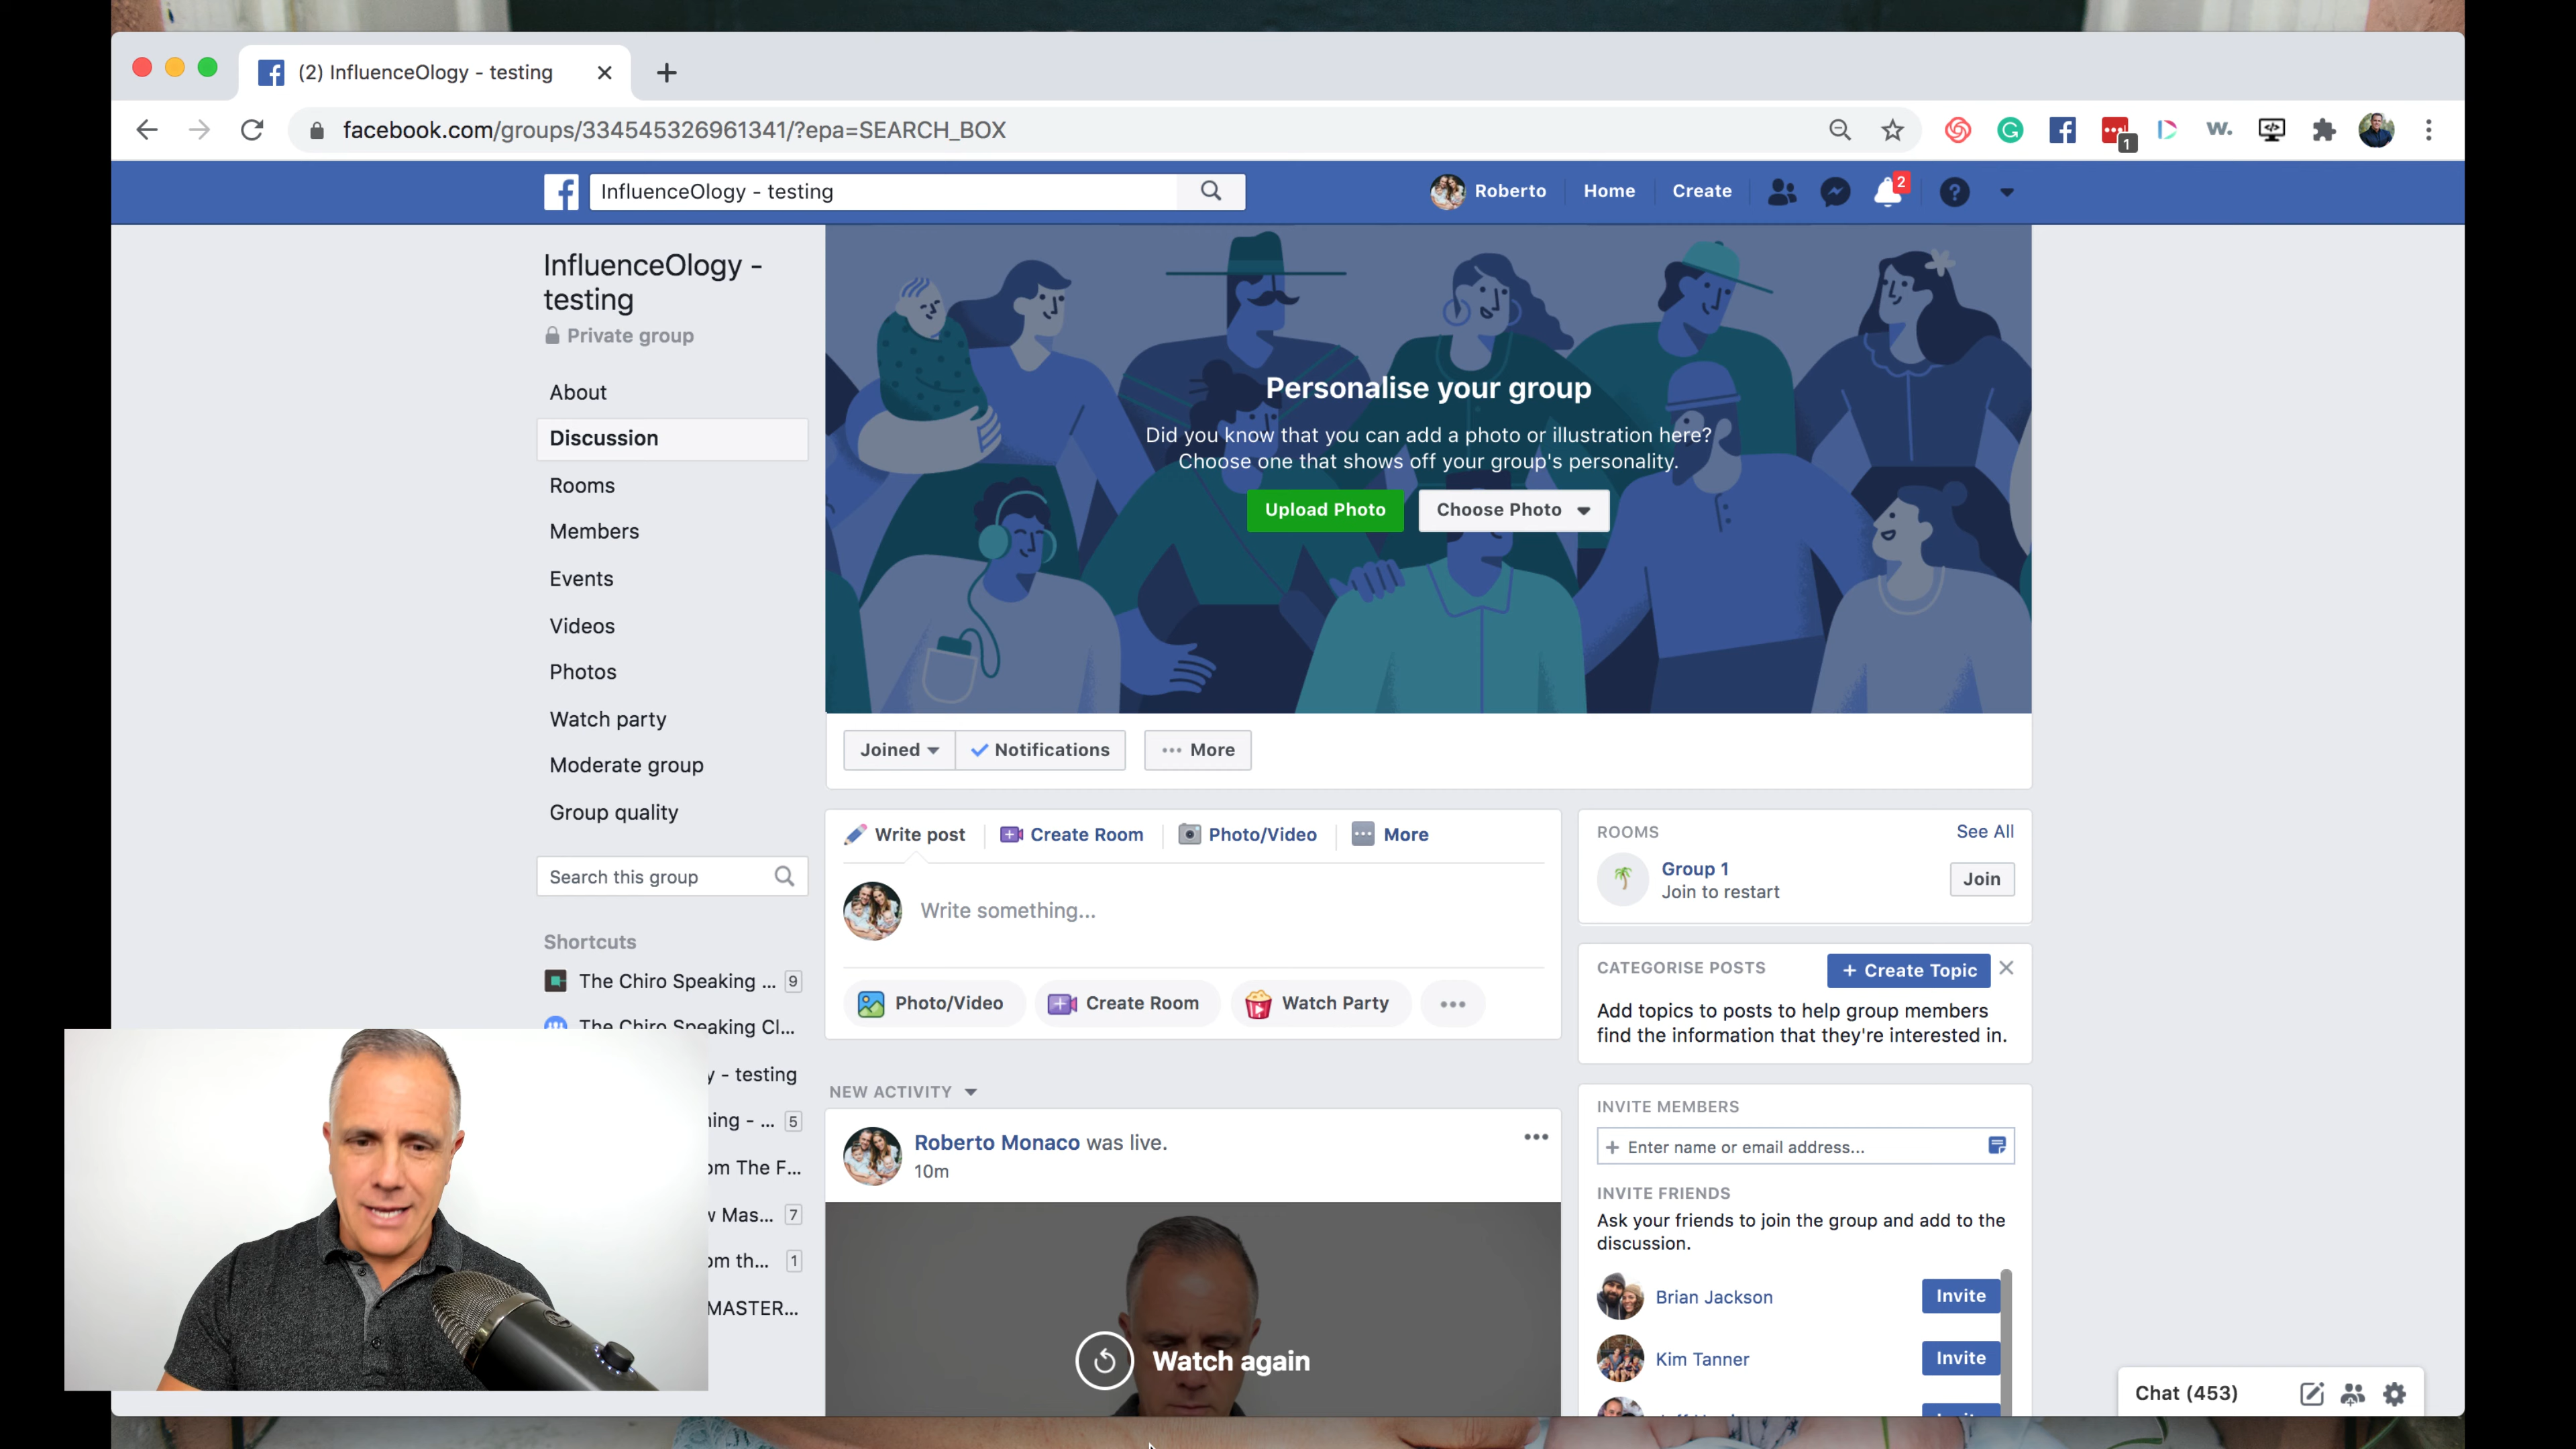 (2) InfluenceOlogy - testing
facebook.com/groups/334545326961341/?epa=SEARCH_BOX
1
InfluenceOlogy - testing
Roberto
Home
Create
2
InfluenceOlogy -
testing
Private group
About
Discussion
Rooms
Members
Events
Videos
Photos
Watch party
Moderate group
Group quality
Search this group
Shortcuts
The Chiro Speaking ... 9
The Chiro Speaking Cl...
y - testing
ning - ... 5
om The F...
w Mas... 7
om th... 1
MASTER...
Personalise your group
Did you know that you can add a photo or illustration here?
Choose one that shows off your group's personality.
Upload Photo
Choose Photo
Joined
Notifications
More
Write post
Create Room
Photo/Video
More
Write something...
Photo/Video
Create Room
Watch Party
NEW ACTIVITY
Roberto Monaco was live.
10m
Watch again
ROOMS
See All
Group 1
Join to restart
Join
CATEGORISE POSTS
+ Create Topic
Add topics to posts to help group members
find the information that they're interested in.
INVITE MEMBERS
+ Enter name or email address...
INVITE FRIENDS
Ask your friends to join the group and add to the
discussion.
Brian Jackson
Invite
Kim Tanner
Invite
Chat (453)